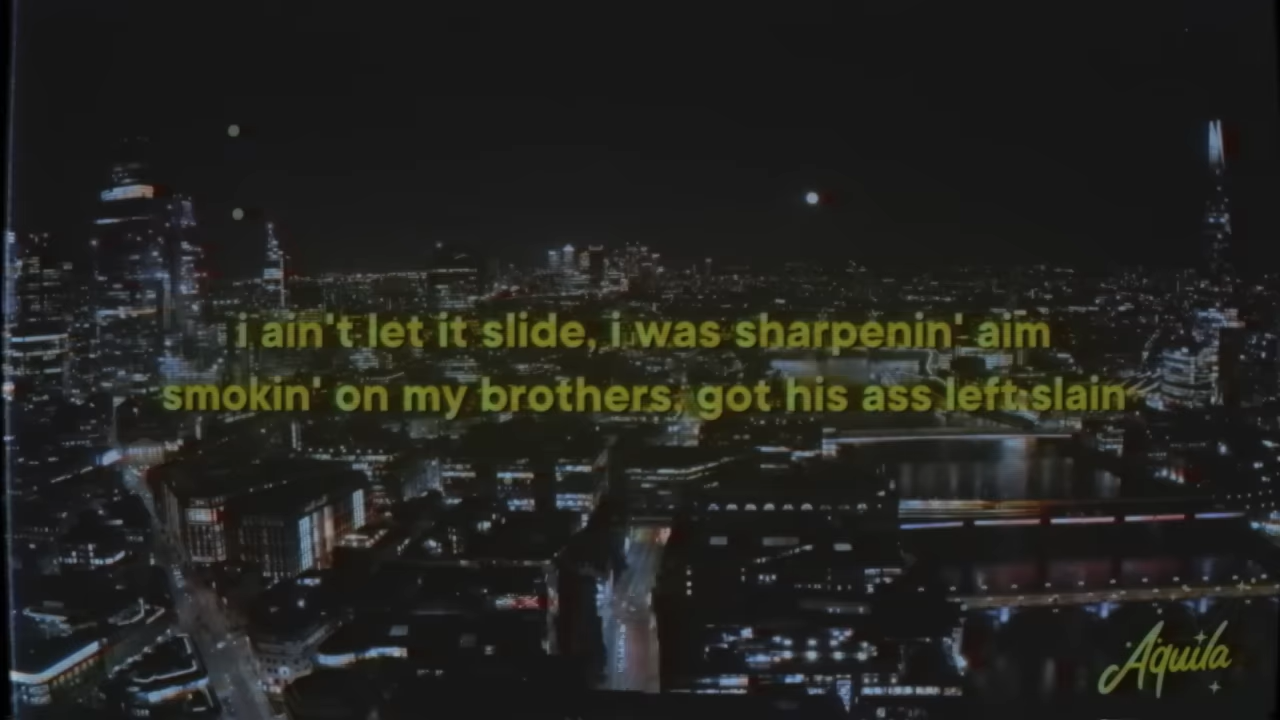 i ain't let it slide, i was sharpenin' aim
smokin' on my brothers, got his ass left slain
Aquila